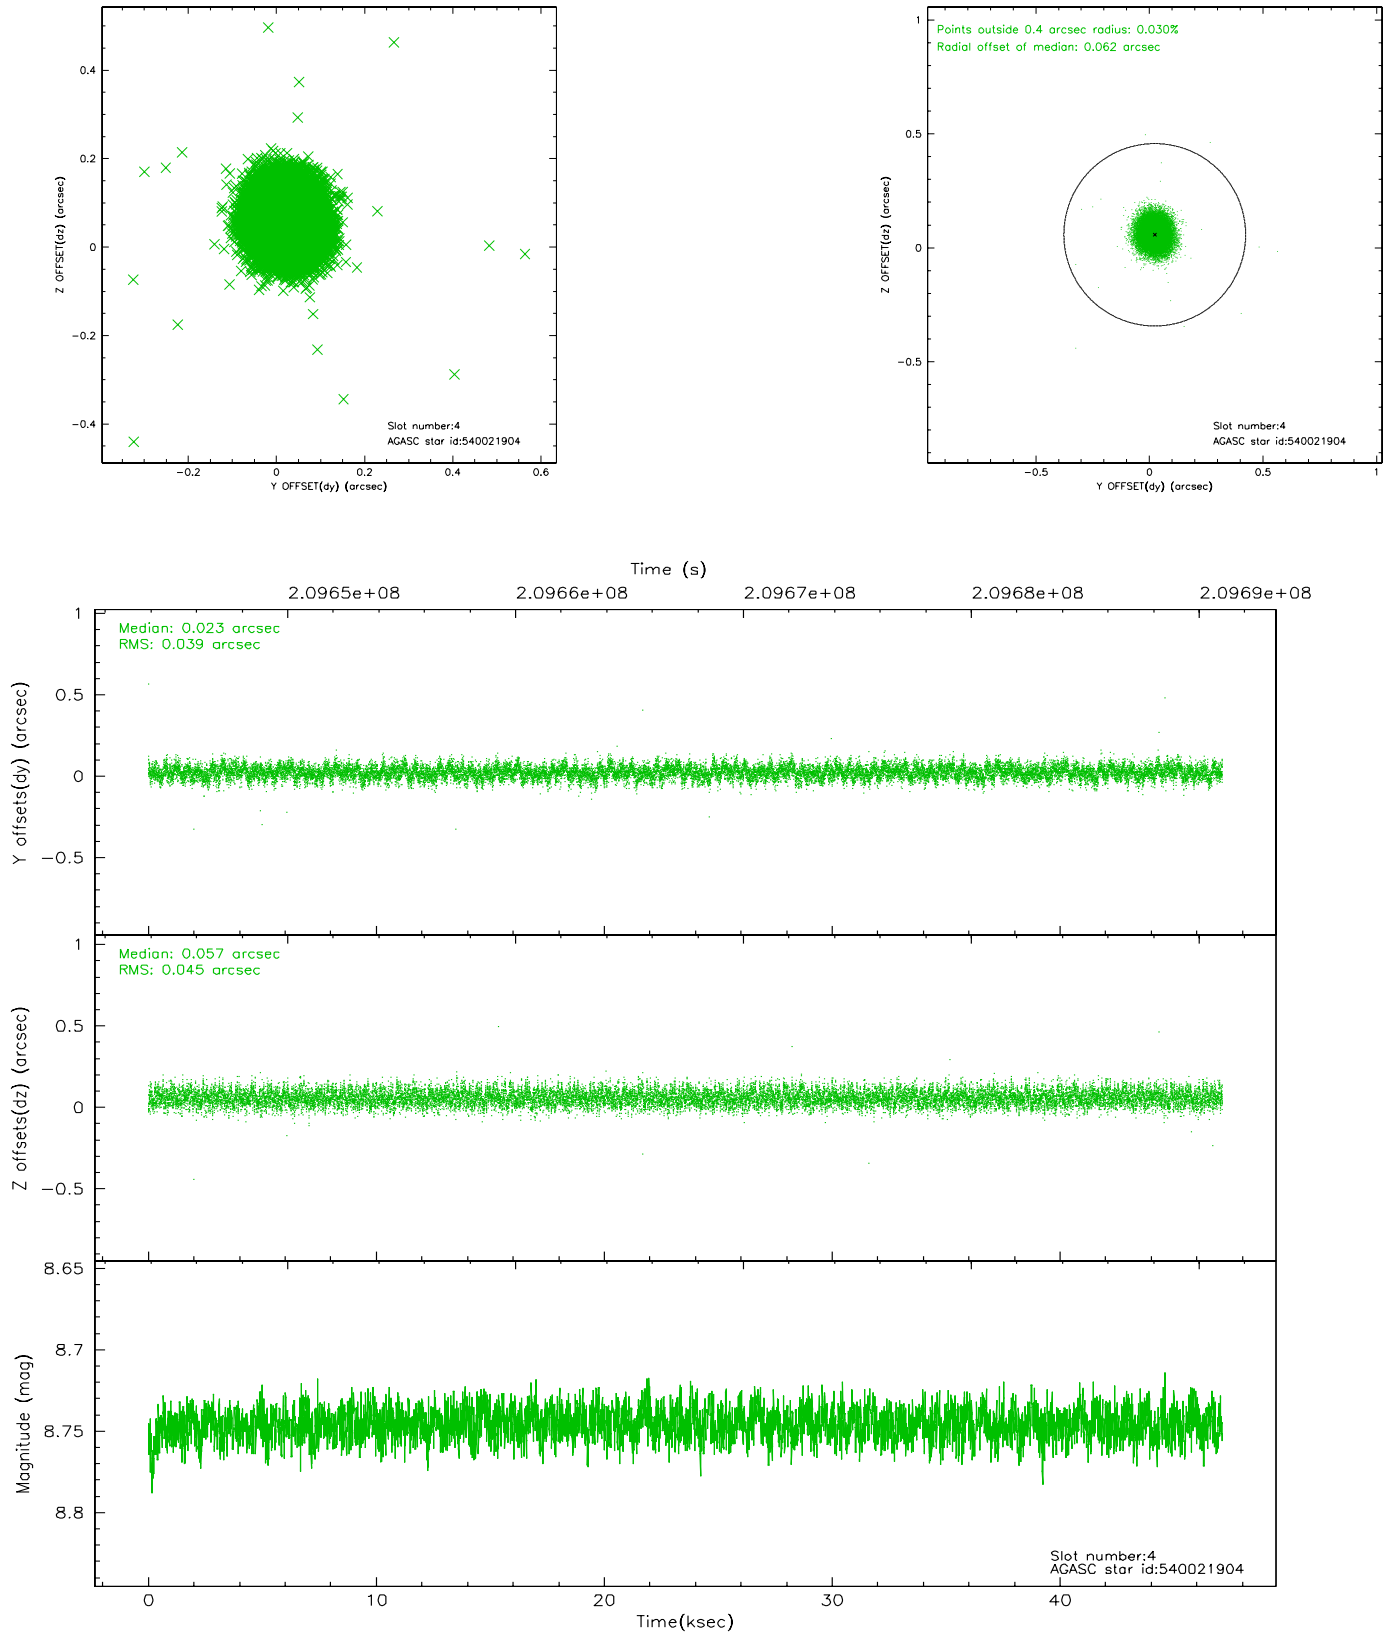 0.4
0.2
0
−0.2
−0.4
Z OFFSET(dz) (arcsec)
Slot number:4
AGASC star id:540021904
−0.2 0 0.2 0.4 0.6
Y OFFSET(dy) (arcsec)
Points outside 0.4 arcsec radius: 0.030%
Radial offset of median: 0.062 arcsec
1
0.5
0
−0.5
Z OFFSET(dz) (arcsec)
Slot number:4
AGASC star id:540021904
−0.5 0 0.5 1
Y OFFSET(dy) (arcsec)
Time (s)
2.0965e+08 2.0966e+08 2.0967e+08 2.0968e+08 2.0969e+08
Median: 0.023 arcsec
RMS: 0.039 arcsec
1
0.5
0
−0.5
Y offsets(dy) (arcsec)
Median: 0.057 arcsec
RMS: 0.045 arcsec
1
0.5
0
−0.5
Z offsets(dz) (arcsec)
8.65
8.7
8.75
8.8
Magnitude (mag)
Slot number:4
AGASC star id:540021904
0 10 20 30 40
Time(ksec)